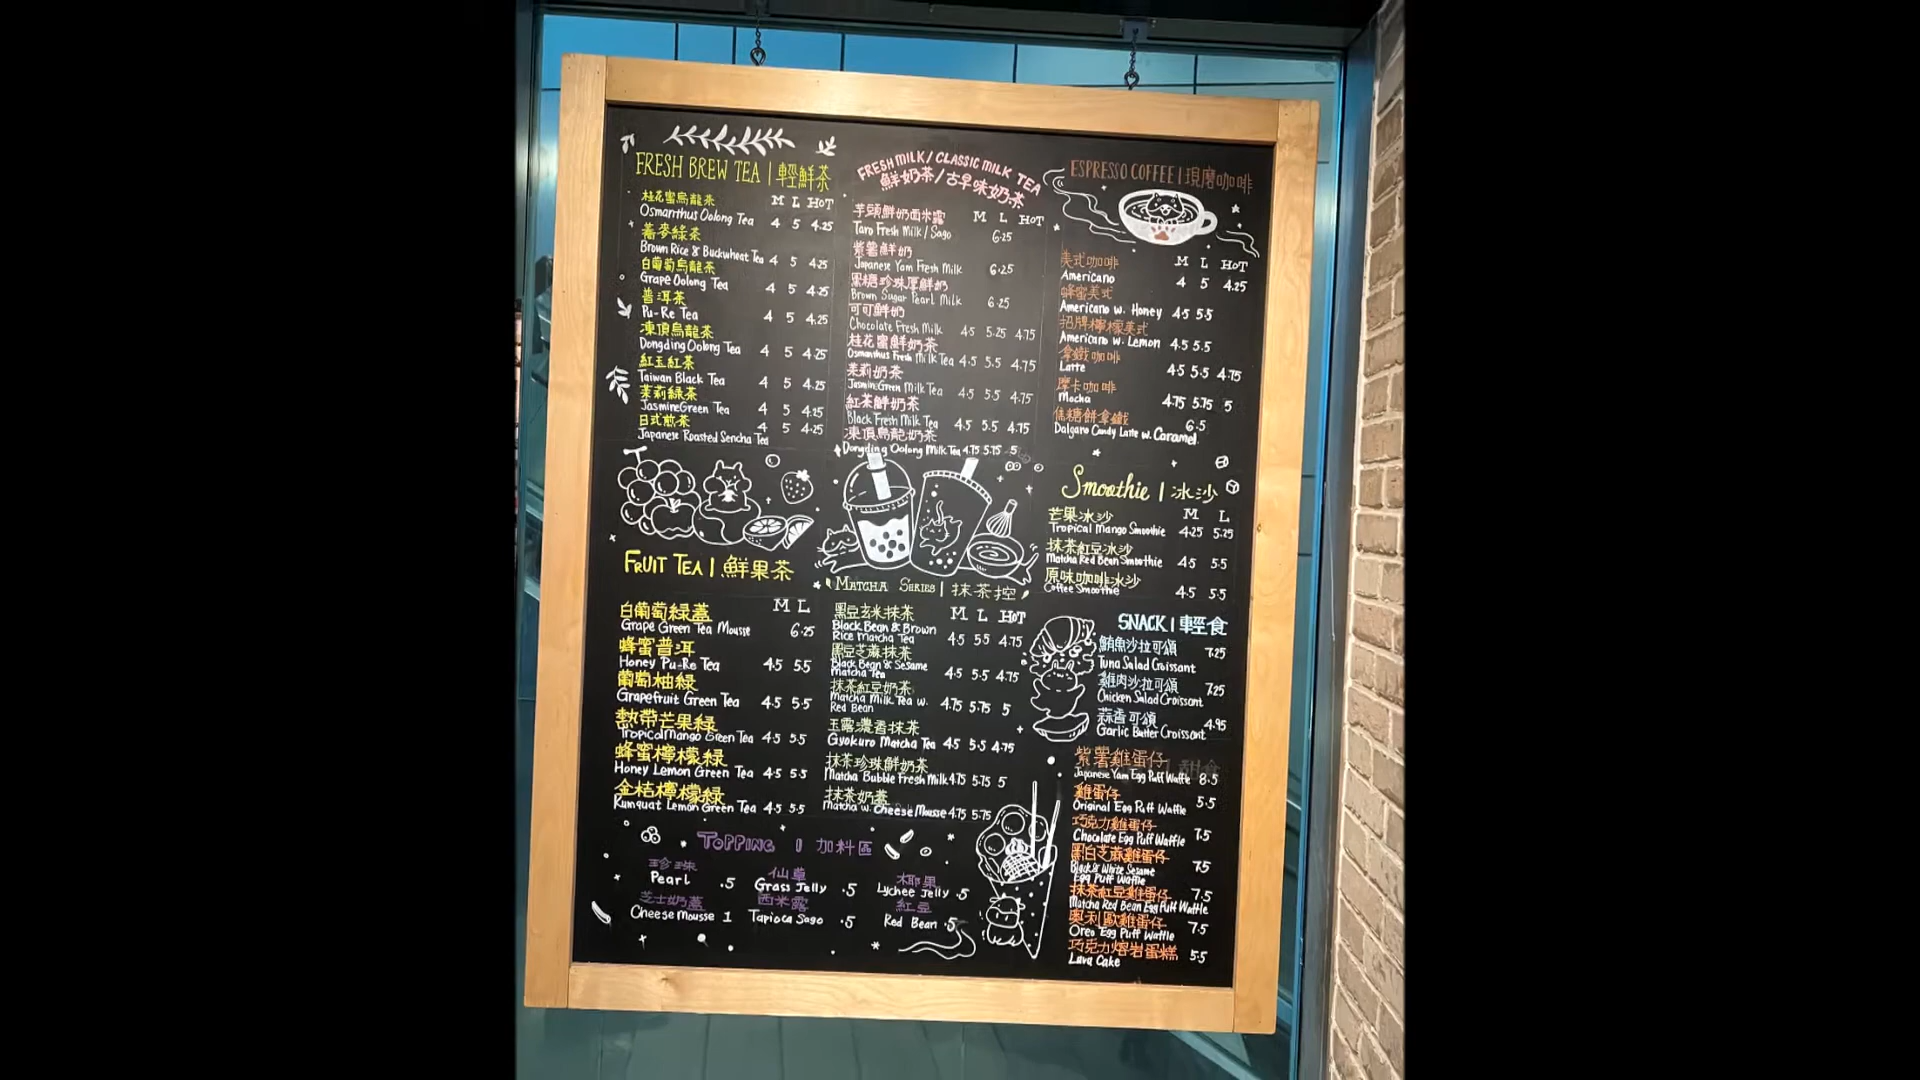 FRESH BREW TEA | 輕鮮茶
M L HOT
桂花蜜烏龍茶
Osmanthus Oolong Tea 4 5 4.25
蕎麥綠茶
Brown Rice & Buckwheat Tea 4 5 4.25
白葡萄烏龍茶
Grape Oolong Tea 4 5 4.25
普洱茶
Pu-Re Tea 4 5 4.25
凍頂烏龍茶
Dongding Oolong Tea 4 5 4.25
紅玉紅茶
Taiwan Black Tea 4 5 4.25
茉莉綠茶
Jasmine Green Tea 4 5 4.25
日式煎茶 4 5 4.25
Japanese Roasted Sencha Tea
FRESH MILK / CLASSIC MILK TEA
鮮奶茶/古早味奶茶
M L HOT
芋頭鮮奶西米露
Taro Fresh Milk / Sago 6.25
紫薯鮮奶
Japanese Yam Fresh Milk 6.25
黑糖珍珠厚鮮奶
Brown Sugar Pearl Milk 6.25
可可鮮奶
Chocolate Fresh Milk 4.5 5.25 4.75
桂花蜜鮮奶茶
Osmanthus Fresh Milk Tea 4.5 5.5 4.75
茉莉奶茶
Jasmin Green Milk Tea 4.5 5.5 4.75
紅茶鮮奶茶
Black Fresh Milk Tea 4.5 5.5 4.75
凍頂烏龍奶茶
Dongding Oolong Milk Tea 4.75 5.75 5
ESPRESSO COFFEE | 現磨咖啡
M L HOT
美式咖啡
Americano 4 5 4.25
蜂蜜美式
Americano w. Honey 4.5 5.5
招牌檸檬美式
Americano w. Lemon 4.5 5.5
拿鐵咖啡
Latte 4.5 5.5 4.75
摩卡咖啡
Mocha 4.75 5.75 5
焦糖餅拿鐵 6.5
Dalgano Candy Latte w. Caramel
Smoothie | 冰沙
M L
芒果冰沙
Tropical Mango Smoothie 4.25 5.25
抹茶紅豆冰沙
Matcha Red Bean Smoothie 4.5 5.5
原味咖啡冰沙
Coffee Smoothie 4.5 5.5
FRUIT TEA | 鮮果茶
M L
白葡萄綠蓋
Grape Green Tea Mousse 6.25
蜂蜜普洱
Honey Pu-Re Tea 4.5 5.5
葡萄柚綠
Grapefruit Green Tea 4.5 5.5
熱帶芒果綠
Tropical Mango Green Tea 4.5 5.5
蜂蜜檸檬綠
Honey Lemon Green Tea 4.5 5.5
金桔檸檬綠
Kumquat Lemon Green Tea 4.5 5.5
MATCHA SERIES | 抹茶控
M L HOT
黑豆玄米抹茶
Black Bean & Brown
Rice Matcha Tea 4.5 5.5 4.75
黑豆芝麻抹茶
Black Bean & Sesame
Matcha Tea 4.5 5.5 4.75
抹茶紅豆奶茶
Matcha Milk Tea w.
Red Bean 4.75 5.75 5
玉露濃香抹茶
Gyokuro Matcha Tea 4.5 5.5 4.75
抹茶珍珠鮮奶茶
Matcha Bubble Fresh Milk 4.75 5.75 5
抹茶奶蓋
Matcha w. Cheese Mousse 4.75 5.75
SNACK | 輕食
鮪魚沙拉可頌 7.25
Tuna Salad Croissant
雞肉沙拉可頌 7.25
Chicken Salad Croissant
蒜香可頌 4.95
Garlic Butter Croissant
紫薯雞蛋仔
Japanese Yam Egg Puff Waffle 8.5
雞蛋仔 5.5
Original Egg Puff Waffle
巧克力雞蛋仔 7.5
Chocolate Egg Puff Waffle
黑白芝麻雞蛋仔 7.5
Black & White Sesame
Egg Puff Waffle
抹茶紅豆雞蛋仔 7.5
Matcha Red Bean Egg Puff Waffle
奧利歐雞蛋仔 7.5
Oreo Egg Puff Waffle
巧克力熔岩蛋糕 5.5
Lava Cake
TOPPING | 加料區
珍珠 仙草 椰果
Pearl .5 Grass Jelly .5 Lychee Jelly .5
芝士奶蓋 西米露 紅豆
Cheese Mousse 1 Tapioca Sago .5 Red Bean .5